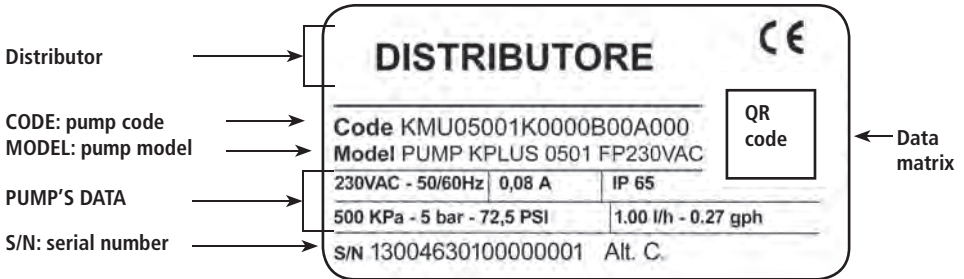 Distributor
DISTRIBUTORE
CE
CODE: pump code
MODEL: pump model
Code KMU05001K0000B00A000
Model PUMP KPLUS 0501 FP230VAC
QR code
Data matrix
PUMP'S DATA
230VAC - 50/60Hz 0,08 A IP 65
500 KPa - 5 bar - 72,5 PSI 1.00 l/h - 0.27 gph
S/N: serial number
S/N 13004630100000001 Alt. C.